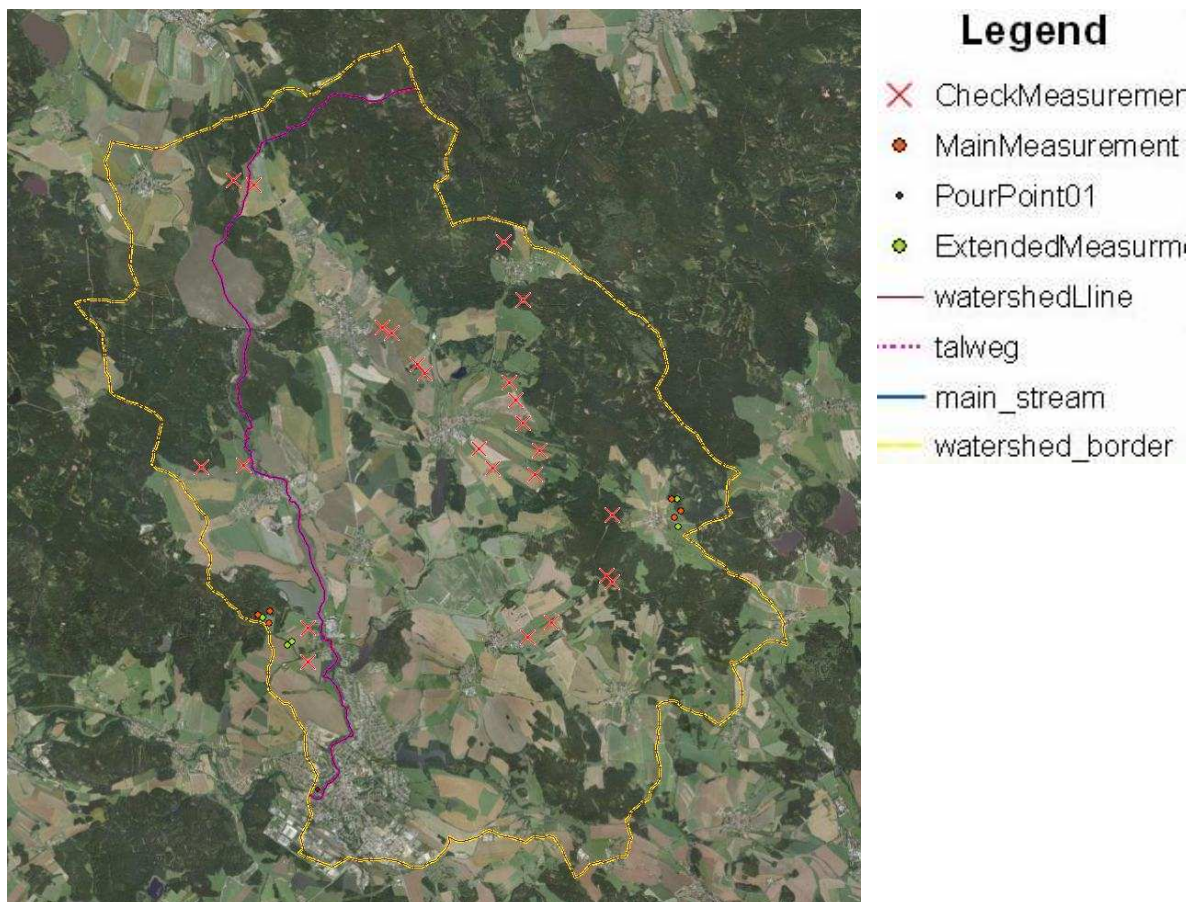 Legend
CheckMeasuremen
MainMeasurement
PourPoint01
ExtendedMeasurm
watershedLline
talweg
main_stream
watershed_border